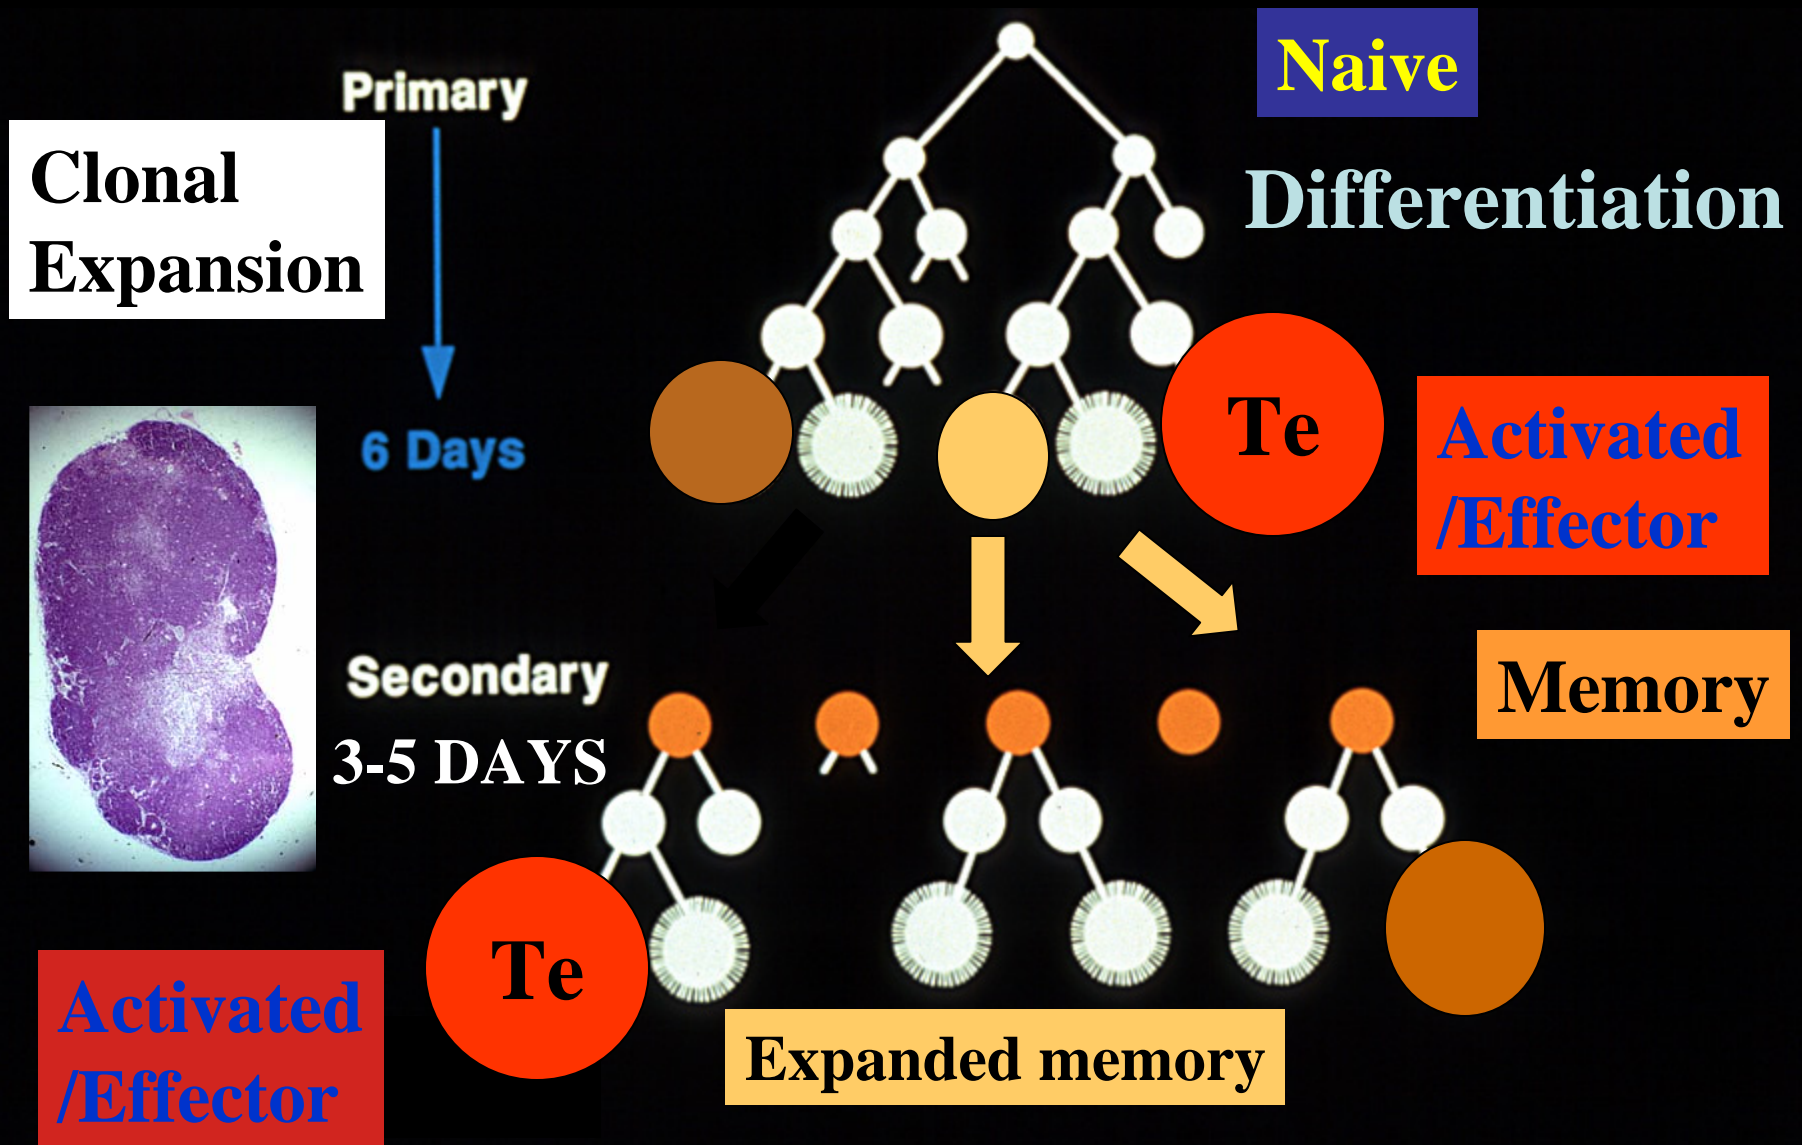 Primary
Naive
Clonal
Expansion
Differentiation
6 Days
Te
Activated
/Effector
Secondary
3-5 DAYS
Memory
Te
Activated
/Effector
Expanded memory